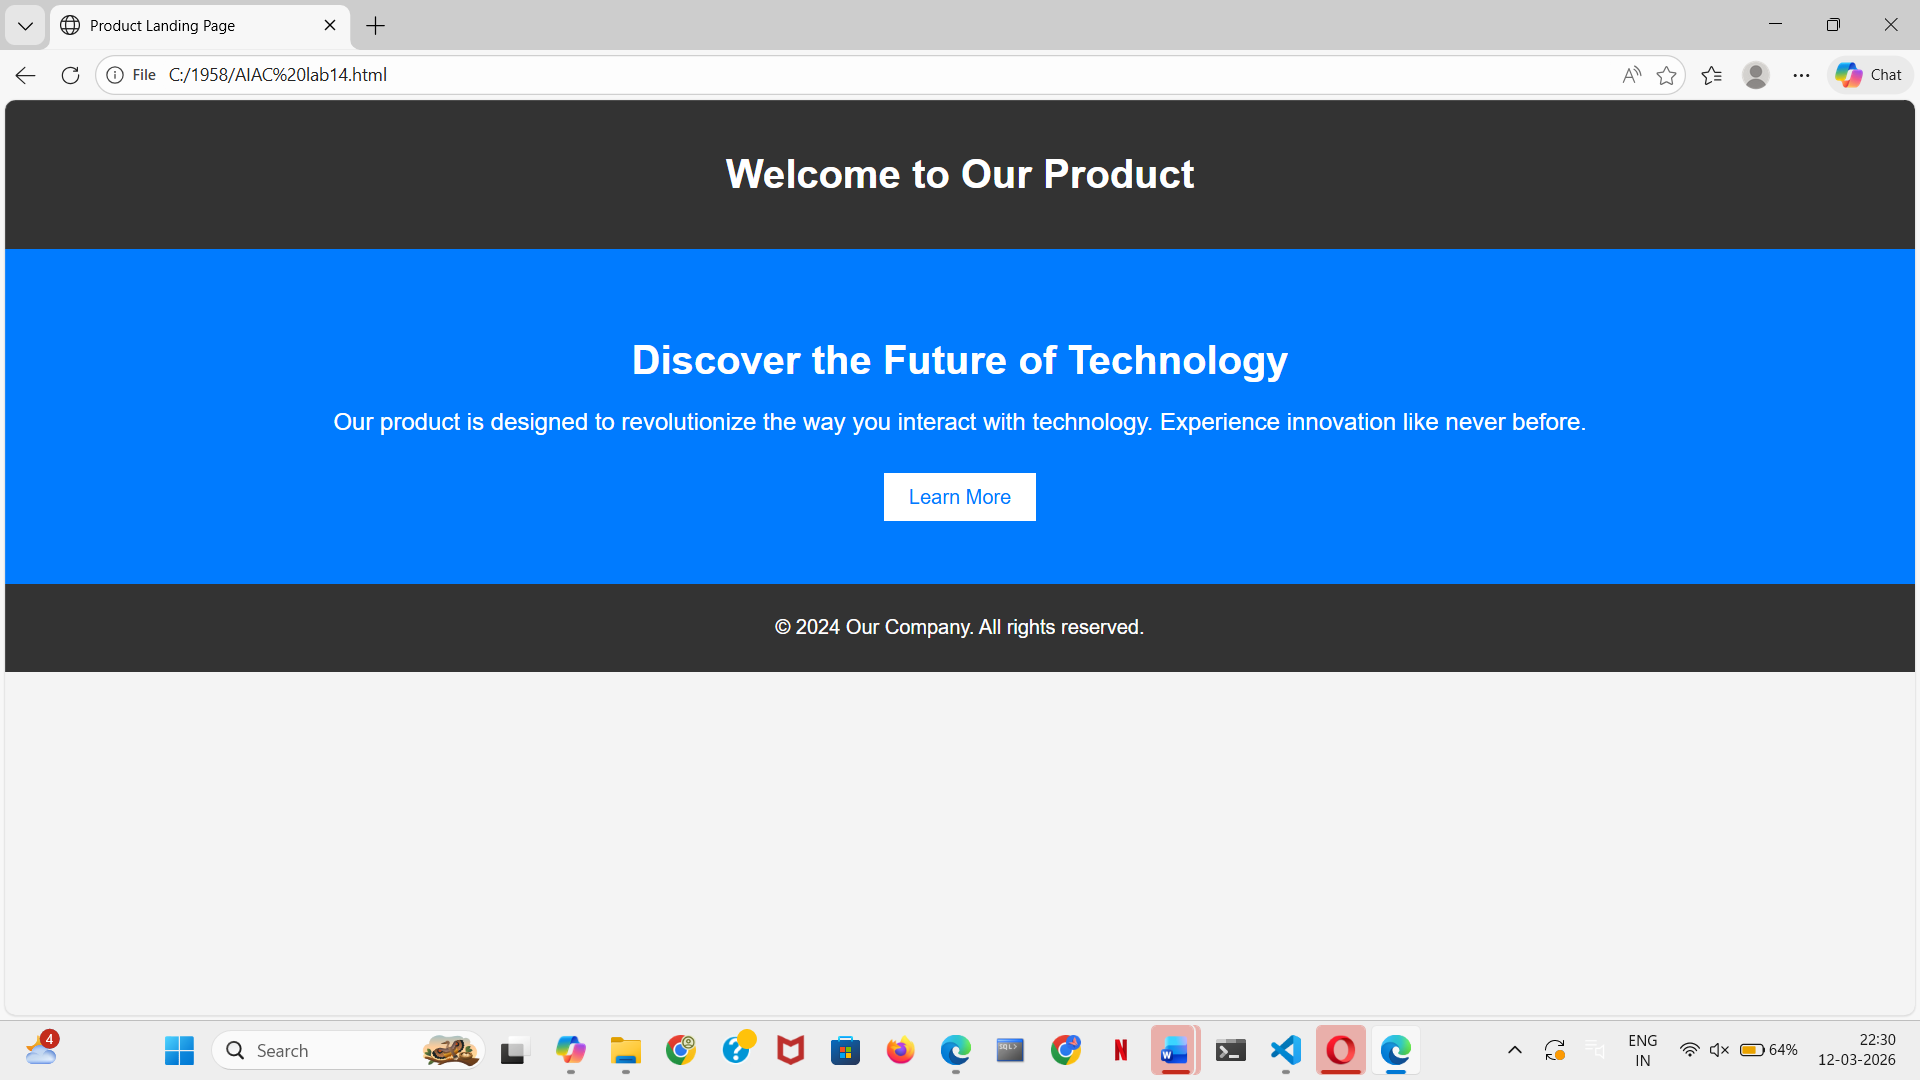 Product Landing Page
File C:/1958/AIAC%20lab14.html
Chat
Welcome to Our Product
Discover the Future of Technology
Our product is designed to revolutionize the way you interact with technology. Experience innovation like never before.
Learn More
© 2024 Our Company. All rights reserved.
4
Search
SQL>
N
W
ENG
IN
64%
22:30
12-03-2026